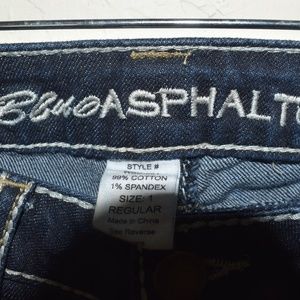 Blue ASPHALT
STYLE #
99% COTTON
1% SPANDEX
SIZE: 1
REGULAR
Made in China
See Reverse